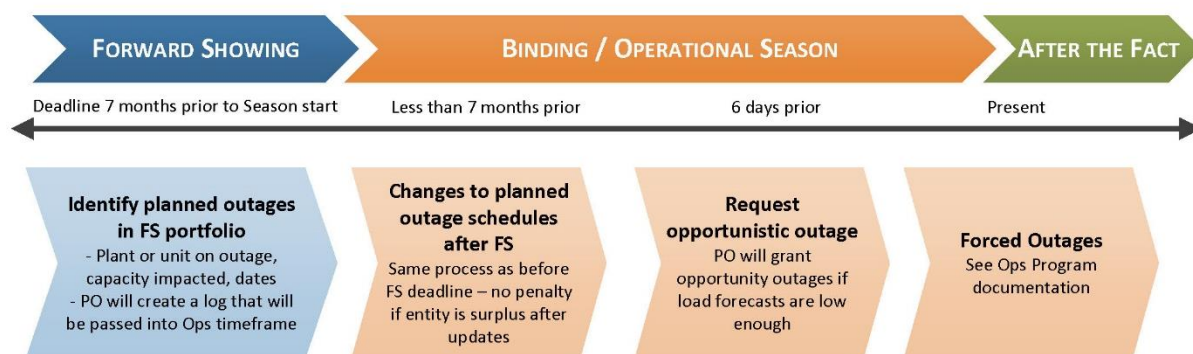 FORWARD SHOWING
BINDING / OPERATIONAL SEASON
AFTER THE FACT
Deadline 7 months prior to Season start
Less than 7 months prior
6 days prior
Present
Identify planned outages
in FS portfolio
- Plant or unit on outage,
capacity impacted, dates
- PO will create a log that will
be passed into Ops timeframe
Changes to planned
outage schedules
after FS
Same process as before
FS deadline – no penalty
if entity is surplus after
updates
Request
opportunistic outage
PO will grant
opportunity outages if
load forecasts are low
enough
Forced Outages
See Ops Program
documentation